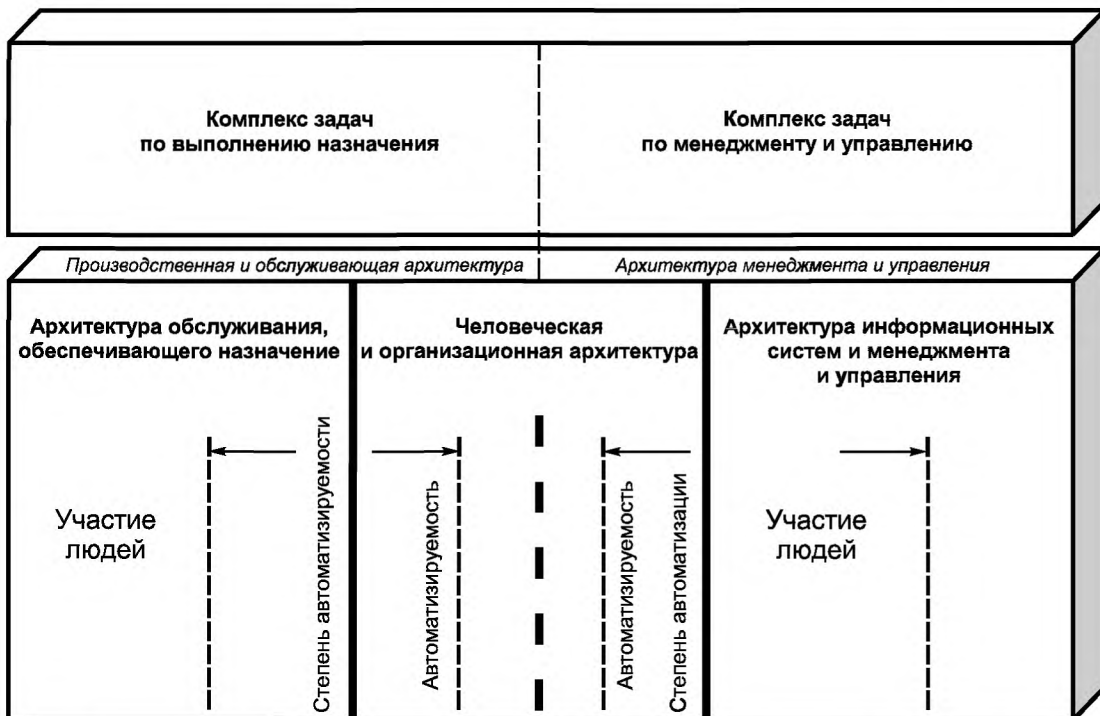 Комплекс задач
по выполнению назначения
Комплекс задач
по менеджменту и управлению
Производственная и обслуживающая архитектура
Архитектура менеджмента и управления
Архитектура обслуживания,
обеспечивающего назначение
Человеческая
и организационная архитектура
Архитектура информационных
систем и менеджмента
и управления
Участие
людей
Степень автоматизируемости
Автоматизируемость
Автоматизируемость
Степень автоматизации
Участие
людей